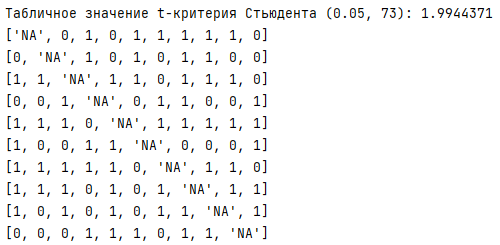 Табличное значение t-критерия Стьюдента (0.05, 73): 1.9944371
['NA', 0, 1, 0, 1, 1, 1, 1, 1, 0]
[0, 'NA', 1, 0, 1, 0, 1, 1, 0, 0]
[1, 1, 'NA', 1, 1, 0, 1, 1, 1, 0]
[0, 0, 1, 'NA', 0, 1, 1, 0, 0, 1]
[1, 1, 1, 0, 'NA', 1, 1, 1, 1, 1]
[1, 0, 0, 1, 1, 'NA', 0, 0, 0, 1]
[1, 1, 1, 1, 1, 0, 'NA', 1, 1, 0]
[1, 1, 1, 0, 1, 0, 1, 'NA', 1, 1]
[1, 0, 1, 0, 1, 0, 1, 1, 'NA', 1]
[0, 0, 0, 1, 1, 1, 0, 1, 1, 'NA']